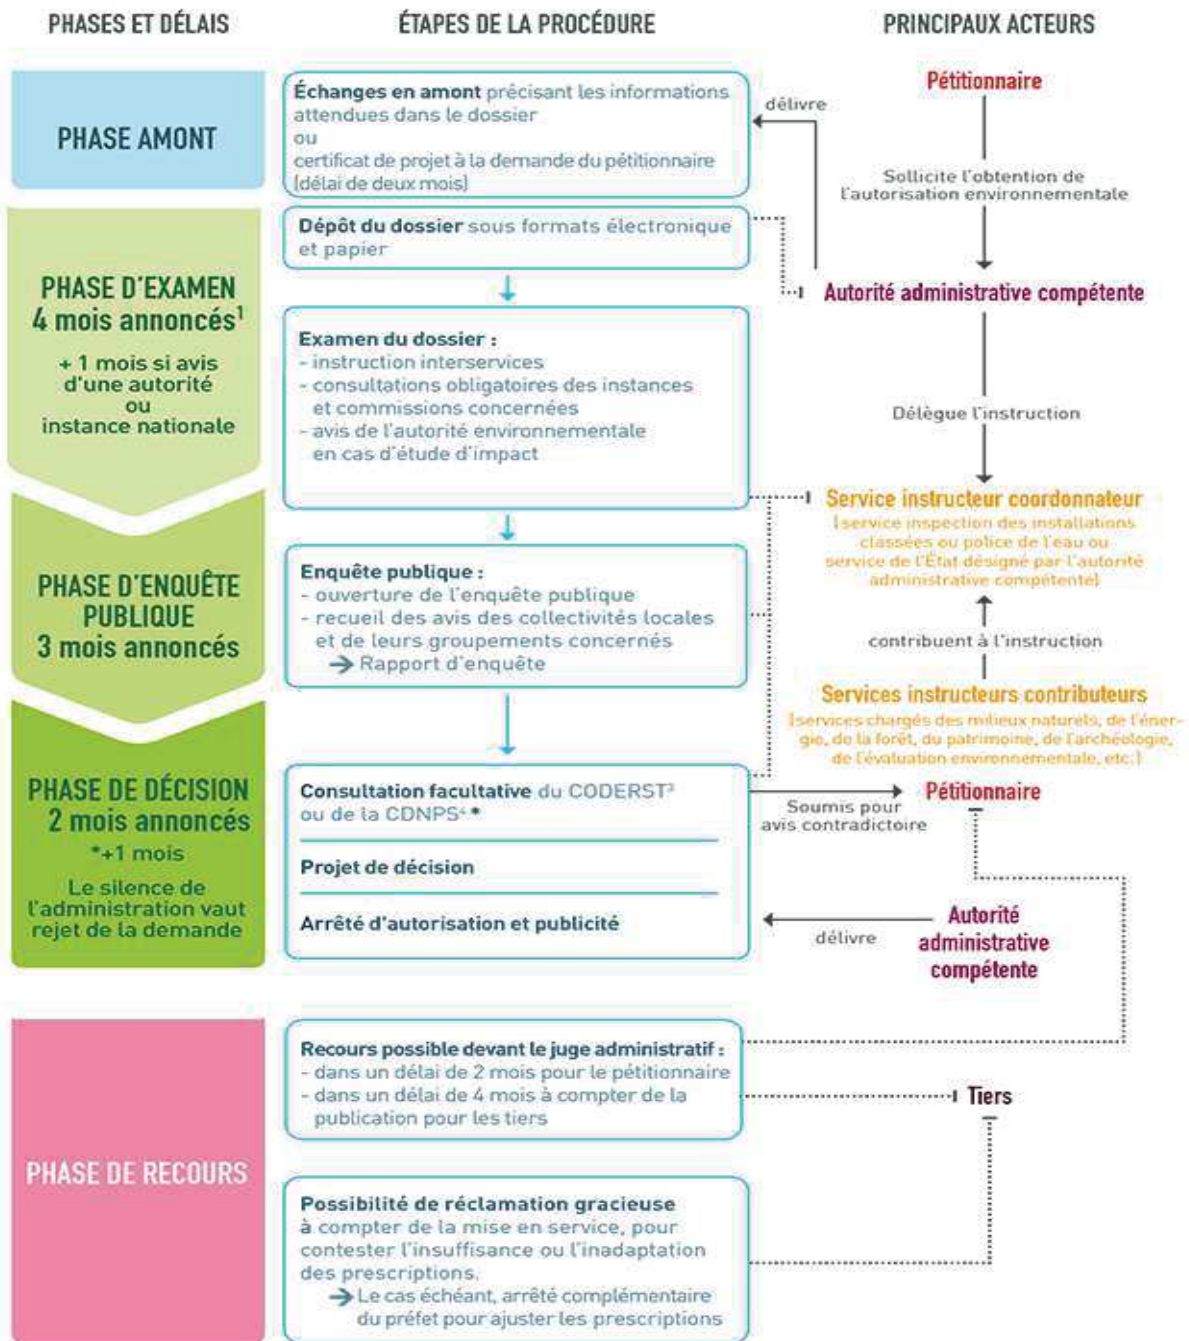 PHASES ET DÉLAIS
ÉTAPES DE LA PROCÉDURE
PRINCIPAUX ACTEURS
PHASE AMONT
Échanges en amont précisant les informations
attendues dans le dossier
ou
certificat de projet à la demande du pétitionnaire
(délai de deux mois)
délivre
Pétitionnaire
Sollicite l'obtention de
l'autorisation environnementale
PHASE D'EXAMEN
4 mois annoncés¹
+ 1 mois si avis
d'une autorité
ou
instance nationale
Dépôt du dossier sous formats électronique
et papier
Autorité administrative compétente
Examen du dossier :
- instruction interservices
- consultations obligatoires des instances
et commissions concernées
- avis de l'autorité environnementale
en cas d'étude d'impact
Délègue l'instruction
Service instructeur coordonnateur
(service inspection des installations
classées ou police de l'eau ou
service de l'État désigné par l'autorité
administrative compétente)
PHASE D'ENQUÊTE
PUBLIQUE
3 mois annoncés
Enquête publique :
- ouverture de l'enquête publique
- recueil des avis des collectivités locales
et de leurs groupements concernés
→ Rapport d'enquête
contribuent à l'instruction
Services instructeurs contributeurs
(services chargés des milieux naturels, de l'éner-
gie, de la forêt, du patrimoine, de l'archéologie,
de l'évaluation environnementale, etc.)
PHASE DE DÉCISION
2 mois annoncés
*+1 mois
Le silence de
l'administration vaut
rejet de la demande
Consultation facultative du CODERST³
ou de la CDNPS⁴ *
Projet de décision
Arrêté d'autorisation et publicité
Soumis pour
avis contradictoire
Pétitionnaire
délivre
Autorité
administrative
compétente
PHASE DE RECOURS
Recours possible devant le juge administratif :
- dans un délai de 2 mois pour le pétitionnaire
- dans un délai de 4 mois à compter de la
publication pour les tiers
Tiers
Possibilité de réclamation gracieuse
à compter de la mise en service, pour
contester l'insuffisance ou l'inadaptation
des prescriptions.
→ Le cas échéant, arrêté complémentaire
du préfet pour ajuster les prescriptions